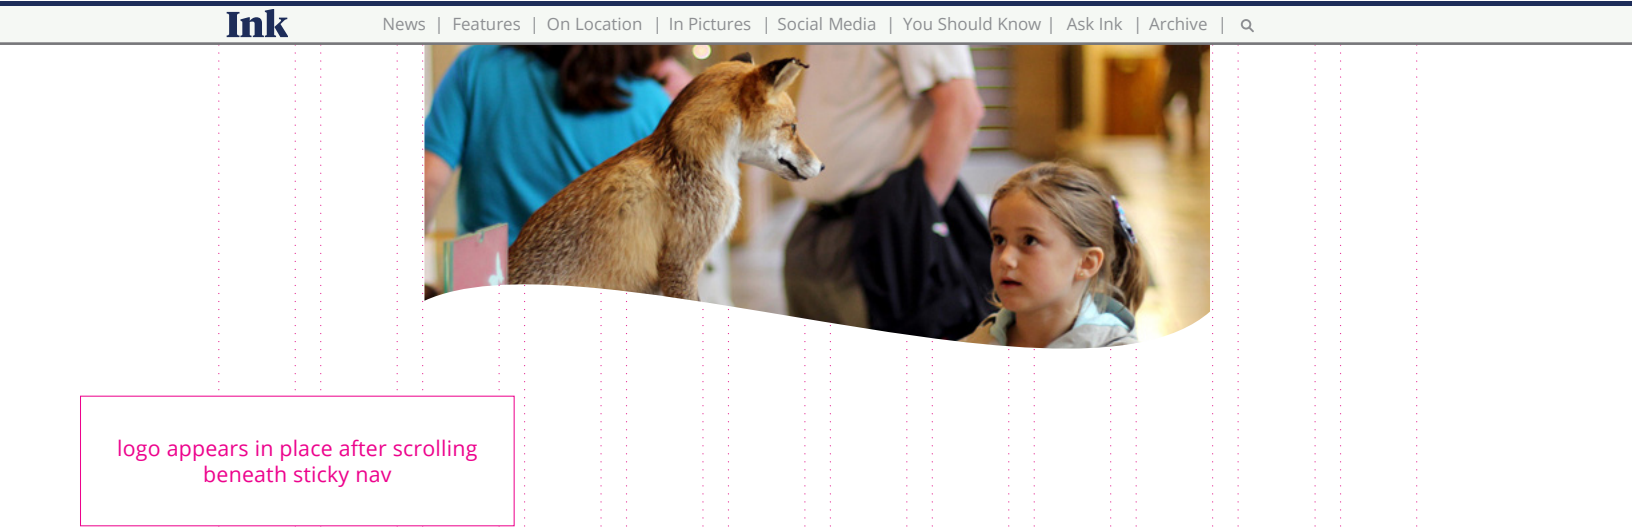 Ink News | Features | On Location | In Pictures | Social Media | You Should Know | Ask Ink | Archive |
logo appears in place after scrolling
beneath sticky nav